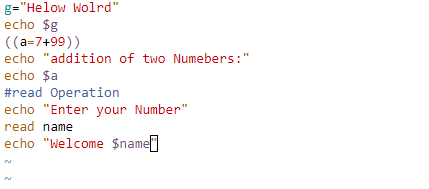 g="Helow Wolrd"
echo $g
((a=7+99))
echo "addition of two Numebers:"
echo $a
#read Operation
echo "Enter your Number"
read name
echo "Welcome $name"
~
~